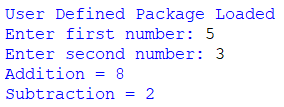 User Defined Package Loaded
Enter first number: 5
Enter second number: 3
Addition = 8
Subtraction = 2